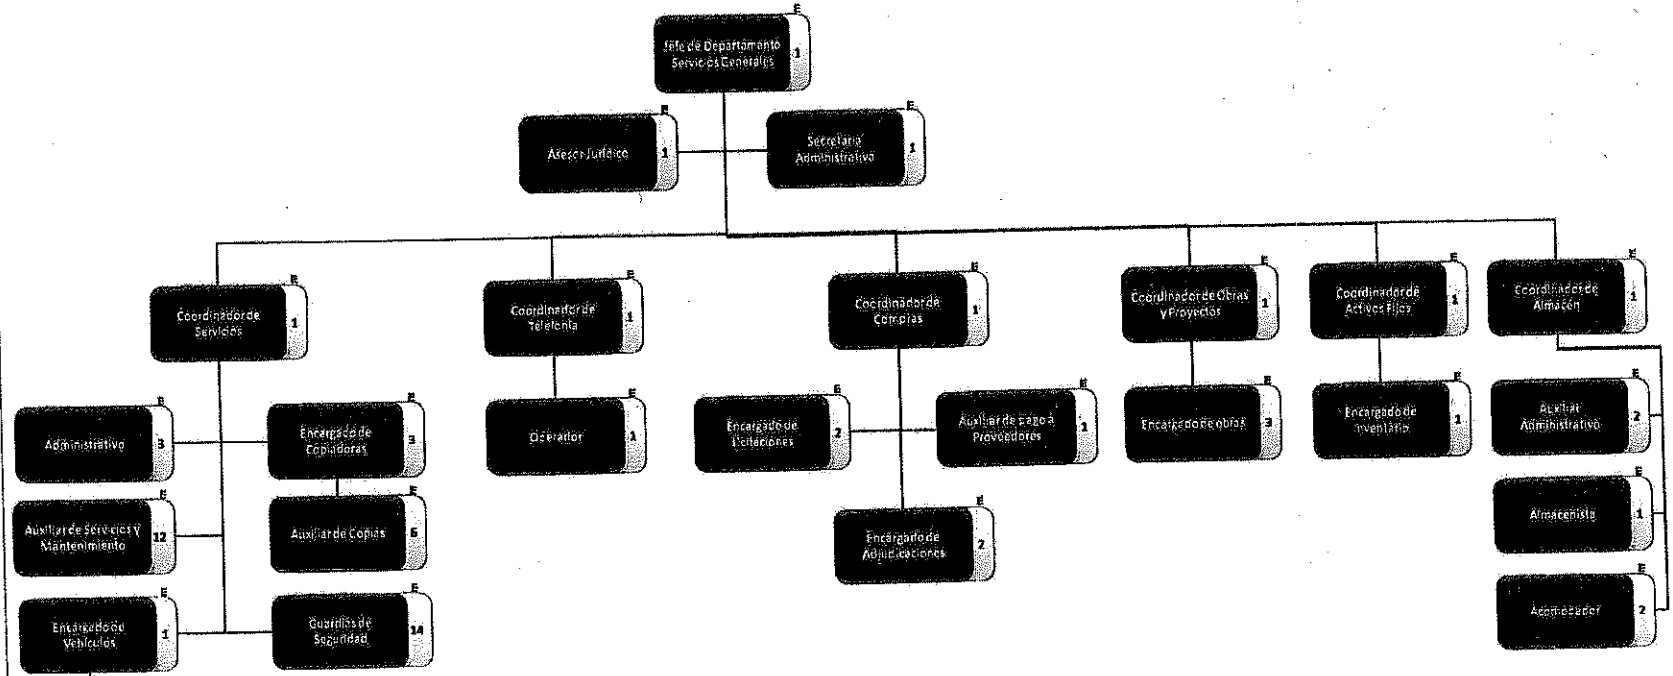 E
Jefe de Departamento
Servicios Generales
1
E
Asesor Jurídico
1
E
Secretaria
Administrativa
1
E
Coordinador de
Servicios
1
E
Coordinador de
Telefonía
1
E
Coordinador de
Compras
1
E
Coordinador de Obras
y Proyectos
1
E
Coordinador de
Activos Fijos
1
E
Coordinador de
Almacén
1
E
Administrativo
3
E
Encargado de
Copiadoras
3
E
Operador
1
E
Encargado de
Licitaciones
2
E
Auxiliar de pago a
Proveedores
1
E
Encargado de obras
3
E
Encargado de
Inventario
1
E
Auxiliar
Administrativo
2
E
Auxiliar de Servicios y
Mantenimiento
12
E
Auxiliar de Copias
6
E
Encargado de
Adjudicaciones
2
E
Almacenista
1
E
Encargado de
Vehículos
1
E
Guardias de
Seguridad
14
E
Acomodador
2